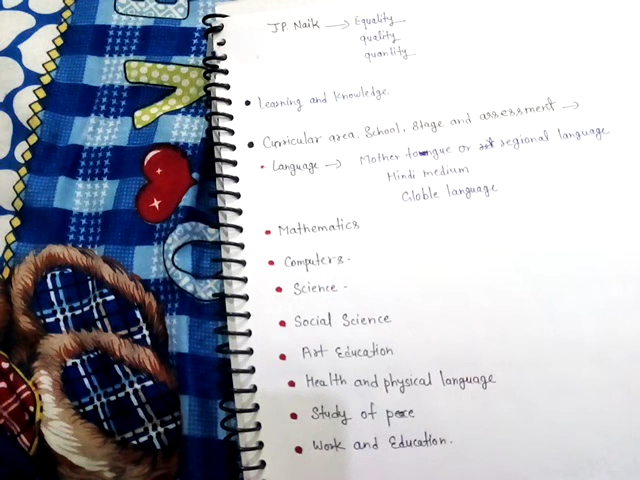 J.P. Naik → Equality
quality
quantity
• Learning and Knowledge
• Curricular area, School, Stage and assessment →
• Language → Mother tongue or regional language
Hindi medium
Globle language
• Mathematics
• Computers.
• Science.
• Social Science
• Art Education
• Health and physical language
• Study of peace
• Work and Education.